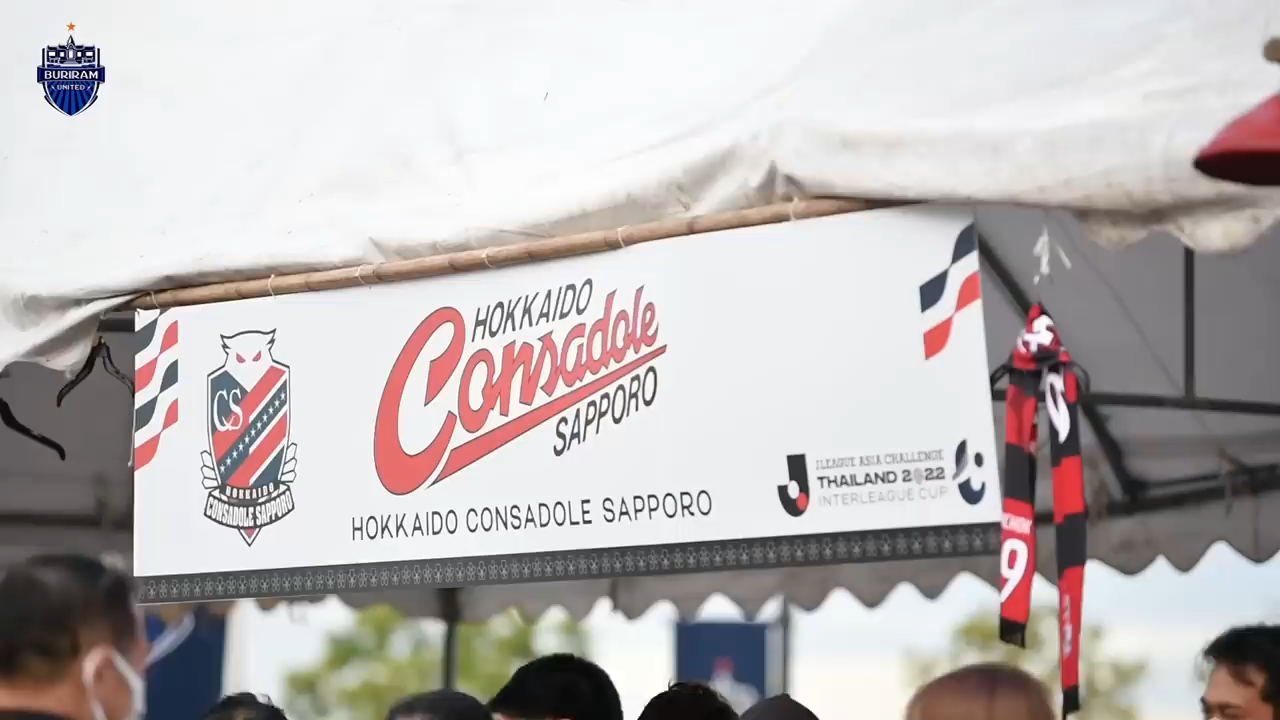 BURIRAM
UNITED
HOKKAIDO
Consadole
SAPPORO
HOKKAIDO CONSADOLE SAPPORO
CS
HOKKAIDO
CONSADOLE SAPPORO
J
J.LEAGUE ASIA CHALLENGE
THAILAND 2022
INTERLEAGUE CUP
9